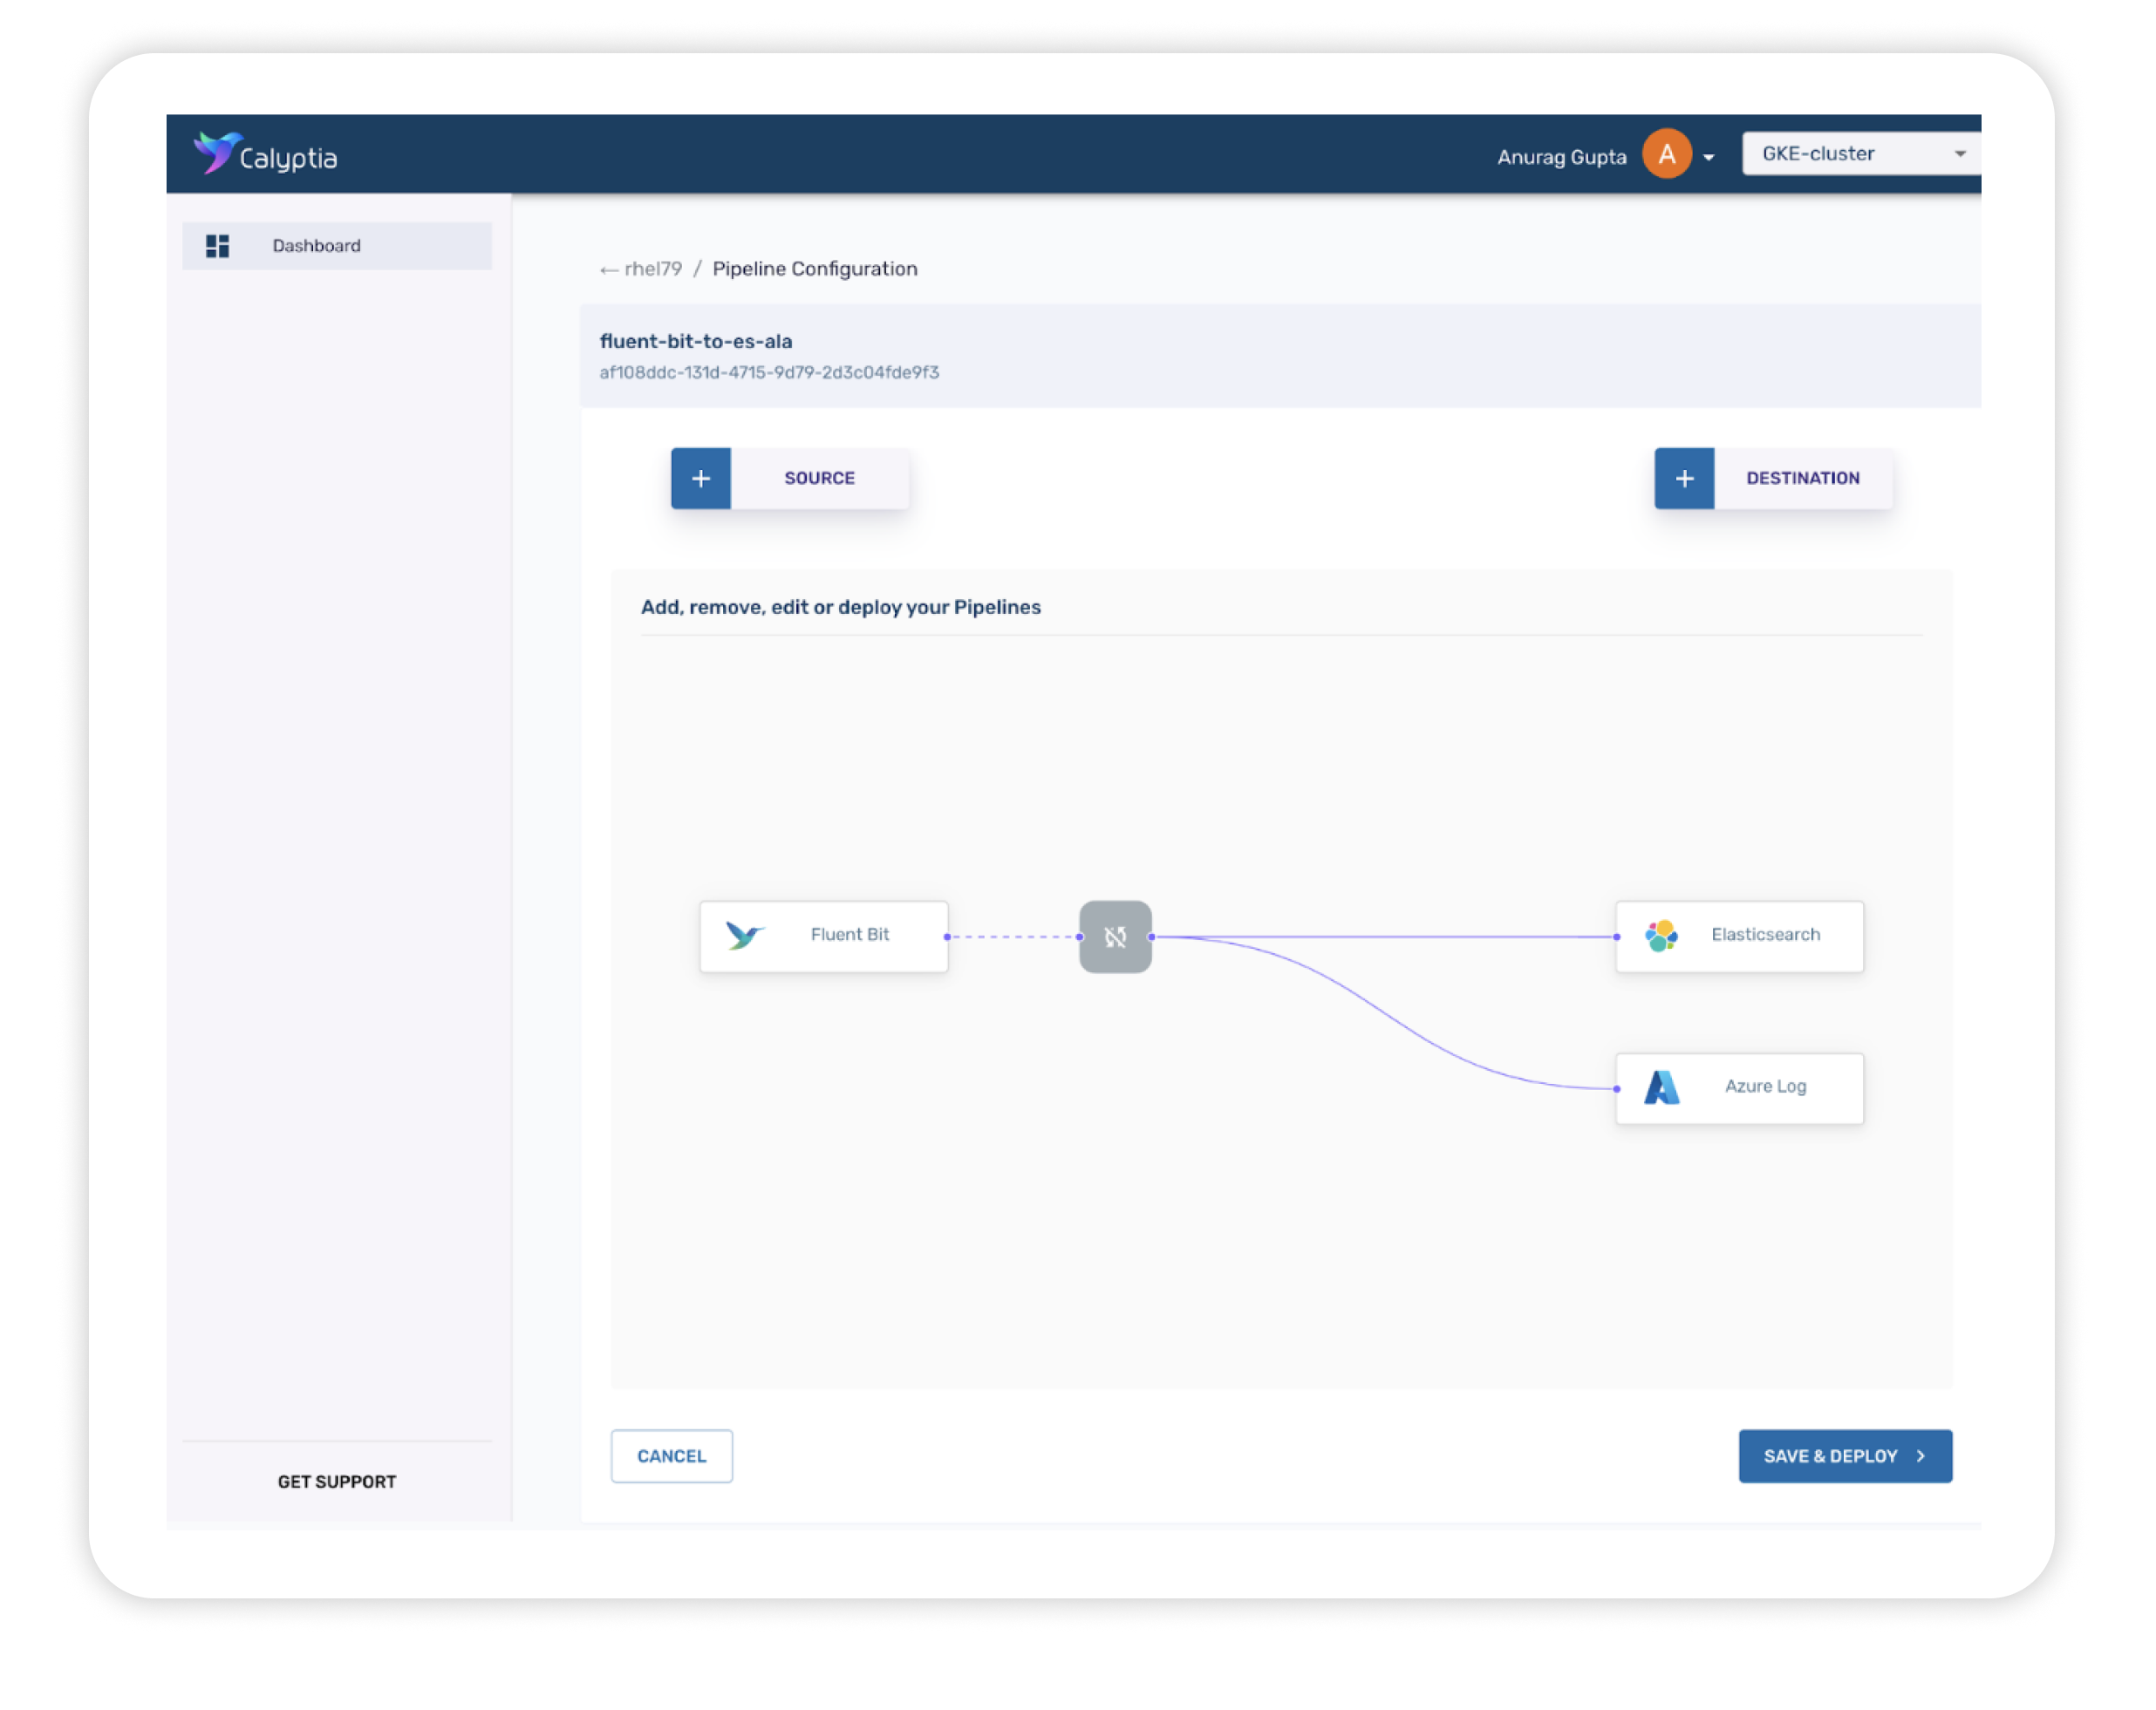 Calyptia
Anurag Gupta
A
GKE-cluster
Dashboard
← rhel79 / Pipeline Configuration
fluent-bit-to-es-ala
af108ddc-131d-4715-9d79-2d3c04fde9f3
+ SOURCE
+ DESTINATION
Add, remove, edit or deploy your Pipelines
Fluent Bit
Elasticsearch
Azure Log
CANCEL
SAVE & DEPLOY >
GET SUPPORT